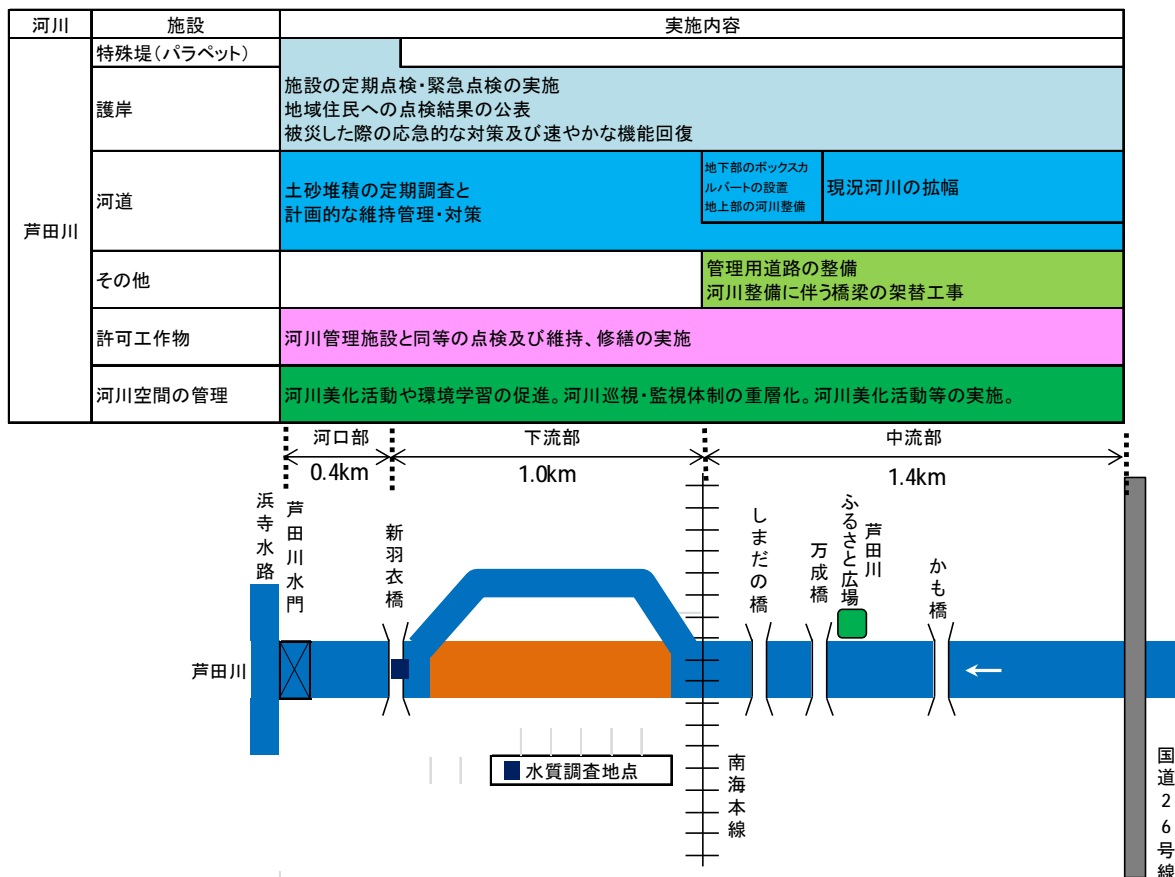 河川
施設
実施内容
芦田川
特殊堤(パラペット)
護岸
施設の定期点検・緊急点検の実施
地域住民への点検結果の公表
被災した際の応急的な対策及び速やかな機能回復
河道
土砂堆積の定期調査と
計画的な維持管理・対策
地下部のボックスカ
ルバートの設置
地上部の河川整備
現況河川の拡幅
その他
管理用道路の整備
河川整備に伴う橋梁の架替工事
許可工作物
河川管理施設と同等の点検及び維持、修繕の実施
河川空間の管理
河川美化活動や環境学習の促進。河川巡視・監視体制の重層化。河川美化活動等の実施。
河口部
下流部
中流部
0.4km
1.0km
1.4km
浜寺水路
芦田川水門
新羽衣橋
しまだの橋
万成橋
芦田川
ふるさと広場
かも橋
芦田川
水質調査地点
南海本線
国道26号線